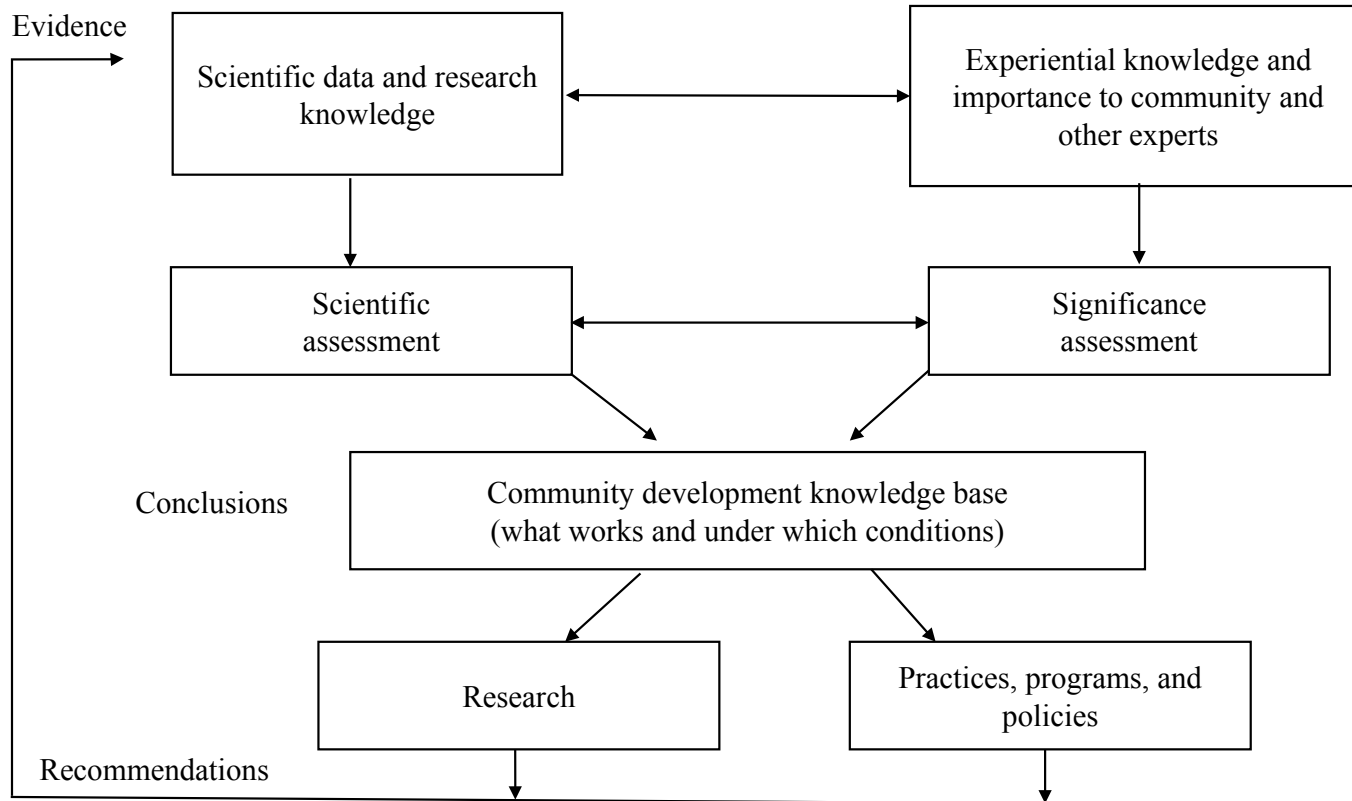 Evidence
Scientific data and research
knowledge
Experiential knowledge and
importance to community and
other experts
Scientific
assessment
Significance
assessment
Conclusions
Community development knowledge base
(what works and under which conditions)
Research
Practices, programs, and
policies
Recommendations